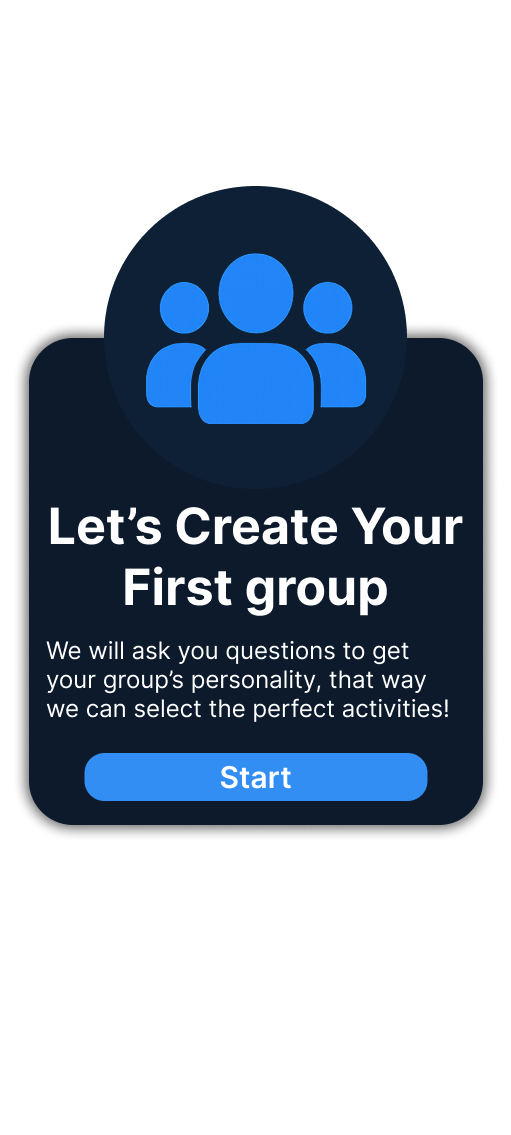 Let’s Create Your
First group
We will ask you questions to get
your group’s personality, that way
we can select the perfect activities!
Start